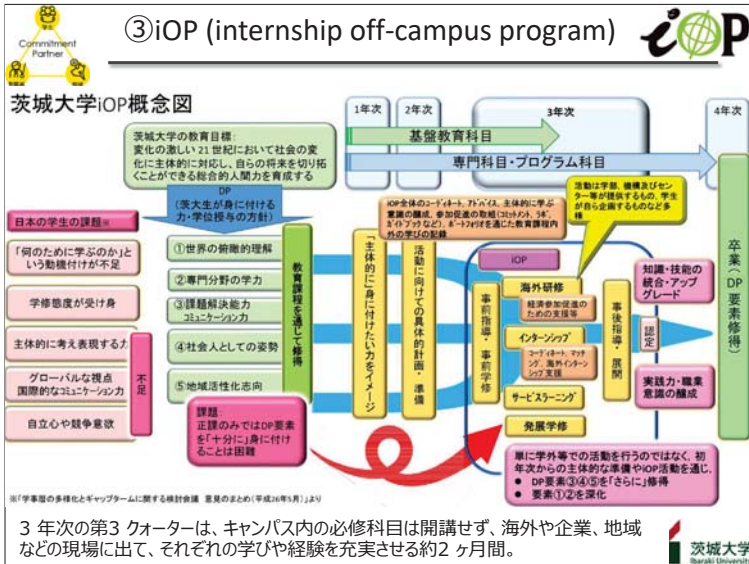 学生
Commitment
Partner
教職員
地域
③iOP (internship off-campus program)
iOP
茨城大学iOP概念図
茨城大学の教育目標:
変化の激しい21世紀において社会の変
化に主体的に対応し、自らの将来を切り拓
くことができる総合的人間力を育成する
DP
(茨大生が身に付ける
力・学位授与の方針)
日本の学生の課題※
「何のために学ぶのか」と
いう動機付けが不足
学修態度が受け身
主体的に考え表現する力
グローバルな視点
国際的なコミュニケーション力
自立心や競争意欲
不足
①世界の俯瞰的理解
②専門分野の学力
③課題解決能力
コミュニケーション力
④社会人としての姿勢
⑤地域活性化志向
教育課程を通じて修得
課題:
正課のみではDP要素
を「十分に」身に付ける
ことは困難
1年次
2年次
3年次
4年次
基盤教育科目
専門科目・プログラム科目
iOP全体のコーディネート、アドバイス、主体的に学ぶ
意識の醸成、参加促進の取組(コミットメント、ラボ、
ガイドブックなど)、ポートフォリオを通じた教育課程内
外の学びの記録
活動は学部、機構及びセン
ター等が提供するもの、学生
が自ら企画するものなど多
様
「主体的に」身に付けたい力をイメージ
活動に向けての具体的計画・準備
iOP
事前指導・事前学修
海外研修
経済参加促進の
ための支援等
インターンシップ
コーディネート、マッチ
ング、海外インターン
シップ支援
サービスラーニング
発展学修
事後指導・展開
認定
知識・技能の
統合・アップ
グレード
実践力・職業
意識の醸成
卒業(DP要素修得)
単に学外等での活動を行うのではなく、初
年次からの主体的な準備やiOP活動を通じ、
● DP要素③④⑤を「さらに」修得
● 要素①②を深化
※「学事暦の多様化とギャップタームに関する検討会議 意見のまとめ(平成26年5月)」より
3 年次の第3 クォーターは、キャンパス内の必修科目は開講せず、海外や企業、地域
などの現場に出て、それぞれの学びや経験を充実させる約2 ヶ月間。
茨城大学
Ibaraki University